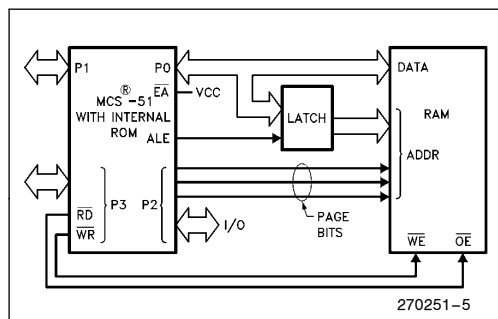 P1
P0
DATA
®
MCS -51
WITH INTERNAL
ROM
EA
VCC
LATCH
RAM
ALE
ADDR
P3
P2
RD
WR
I/O
PAGE
BITS
WE
OE
270251-5